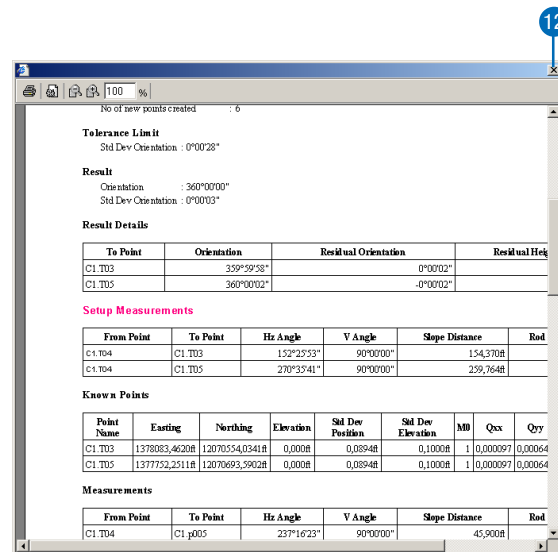 12
100 %
No of new points created : 6
Tolerance Limit
Std Dev Orientation : 0°00'28"
Result
Orientation : 360°00'00"
Std Dev Orientation : 0°00'03"
Result Details
To Point Orientation Residual Orientation Residual Heig
C1.T03 359°59'58" 0°00'02"
C1.T05 360°00'02" -0°00'02"
Setup Measurements
From Point To Point Hz Angle V Angle Slope Distance Rod
C1.T04 C1.T03 152°25'53" 90°00'00" 154,370ft
C1.T04 C1.T05 270°35'41" 90°00'00" 259,764ft
Known Points
Point Name Easting Northing Elevation Std Dev Position Std Dev Elevation M0 Qxx Qyy
C1.T03 1378083,4620ft 12070554,0341ft 0,000ft 0,0894ft 0,1000ft 1 0,000097 0,00064
C1.T05 1377752,2511ft 12070693,5902ft 0,000ft 0,0894ft 0,1000ft 1 0,000097 0,00064
Measurements
From Point To Point Hz Angle V Angle Slope Distance Rod
C1.T04 C1.p005 237°16'23" 90°00'00" 45,900ft